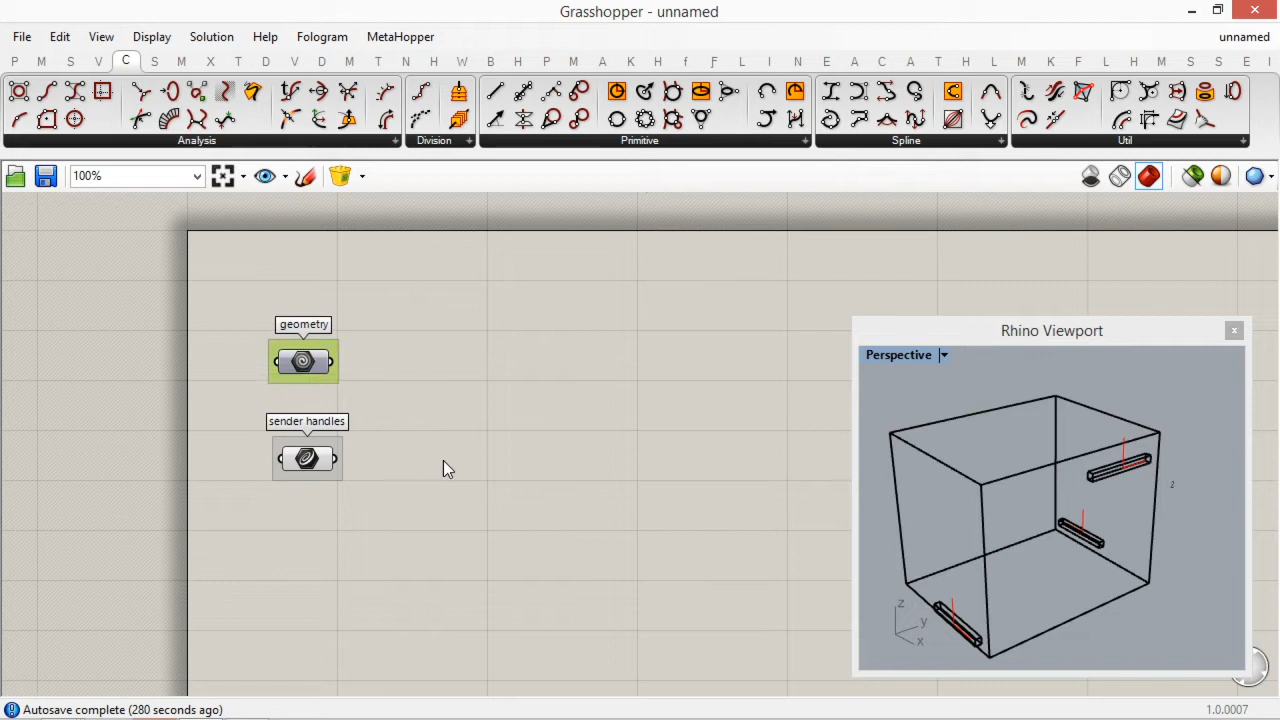 Grasshopper - unnamed
File Edit View Display Solution Help Fologram MetaHopper unnamed
P M S V C S M X T D V D M T N H W B H S T P M A C U f F L I N E A C A L M K E D L M S S E I
Analysis Division Primitive Spline Util
100%
geometry
sender handles
Rhino Viewport
x
Perspective
2
z
y
x
Autosave complete (280 seconds ago) 1.0.0007